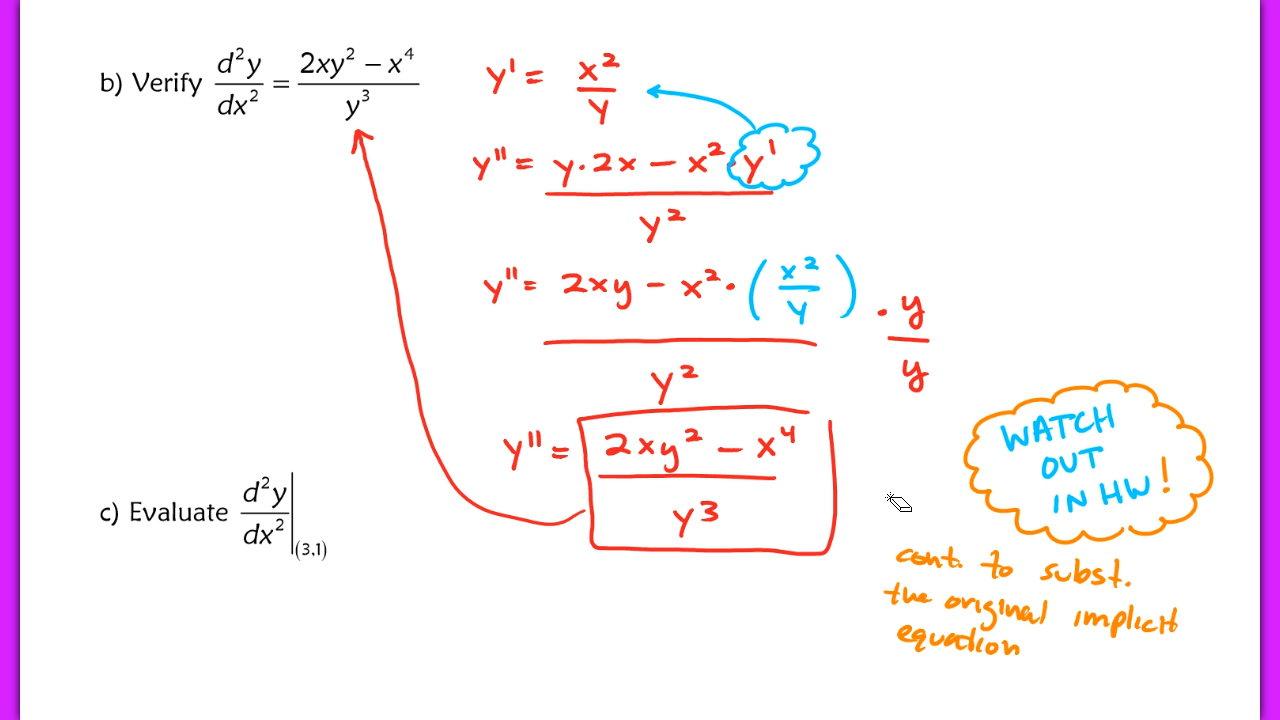 b) Verify d²y/dx² = (2xy² − x⁴)/y³
y' = x²/y
y'' = (y·2x − x²·y')/y²
y'' = (2xy − x²·(x²/y))/y² · y/y
y'' = (2xy² − x⁴)/y³
WATCH
OUT
IN HW!
c) Evaluate d²y/dx² |(3.1)
cont. to subst.
the original implicit
equation